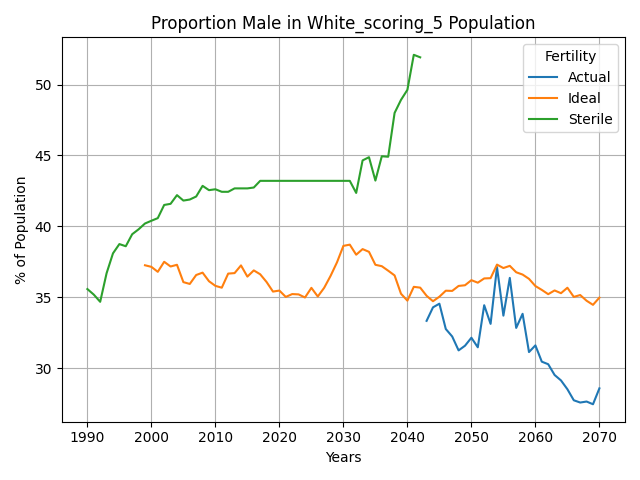 Proportion Male in White_scoring_5 Population
% of Population
50
45
40
35
30
Fertility
Actual
Ideal
Sterile
1990 2000 2010 2020 2030 2040 2050 2060 2070
Years